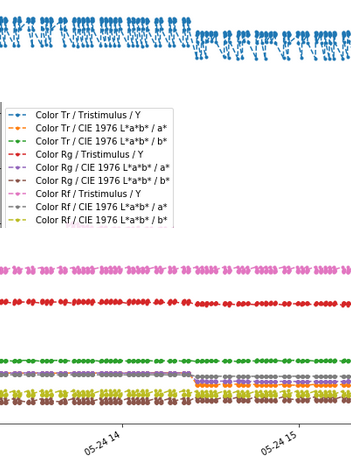 Color Tr / Tristimulus / Y
Color Tr / CIE 1976 L*a*b* / a*
Color Tr / CIE 1976 L*a*b* / b*
Color Rg / Tristimulus / Y
Color Rg / CIE 1976 L*a*b* / a*
Color Rg / CIE 1976 L*a*b* / b*
Color Rf / Tristimulus / Y
Color Rf / CIE 1976 L*a*b* / a*
Color Rf / CIE 1976 L*a*b* / b*
05-24 14
05-24 15